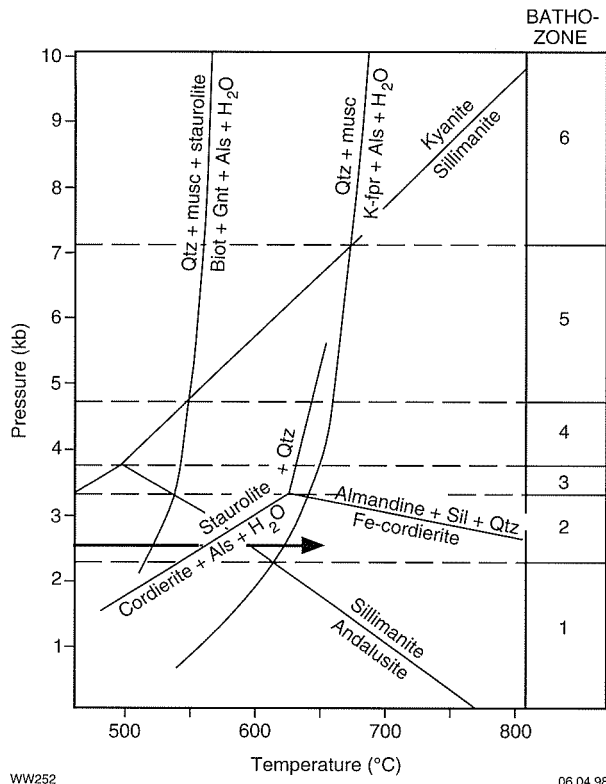 BATHO-
ZONE
10
9
8
7
6
5
4
3
2
1
Pressure (kb)
Qtz + musc + staurolite
Biot + Gnt + Als + H2O
Qtz + musc
K-fpr + Als + H2O
Kyanite
Sillimanite
Staurolite + Qtz
Cordierite + Als + H2O
Almandine + Sil + Qtz
Fe-cordierite
Sillimanite
Andalusite
6
5
4
3
2
1
500
600
700
800
Temperature (°C)
WW252
06.04.98